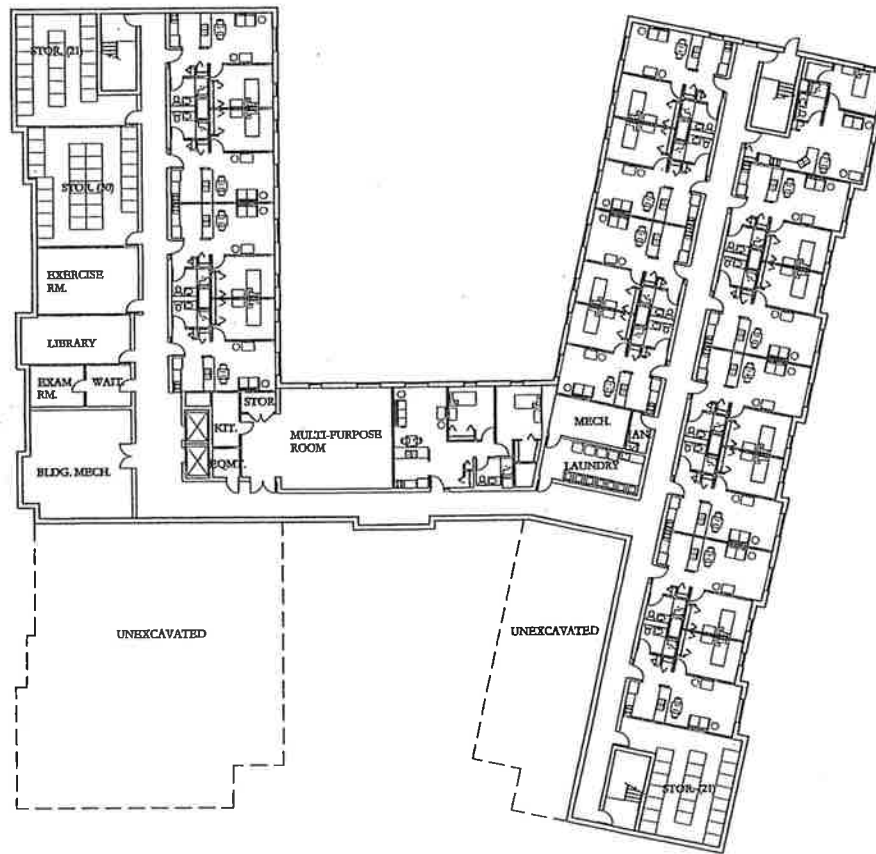 STOR. (21)
STOR. (30)
EXERCISE
RM.
LIBRARY
EXAM
RM.
WAIT.
BLDG. MECH.
STOR
KIT.
EQMT.
MULTI-PURPOSE
ROOM
MECH.
JAN.
LAUNDRY
UNEXCAVATED
UNEXCAVATED
STOR. (21)